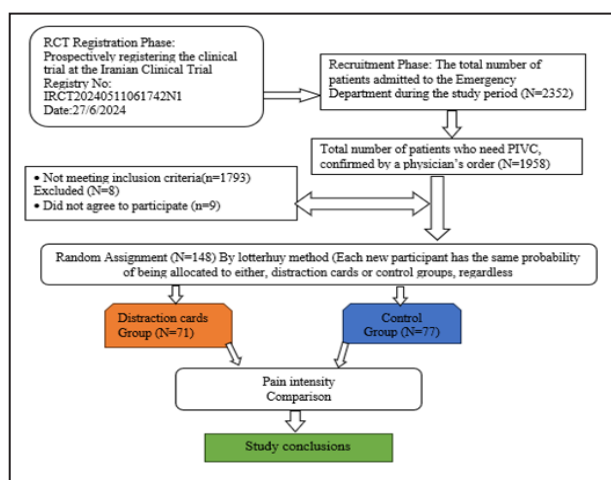 RCT Registration Phase:
Prospectively registering the clinical
trial at the Iranian Clinical Trial
Registry No:
IRCT20240511061742N1
Date:27/6/2024
Recruitment Phase: The total number of
patients admitted to the Emergency
Department during the study period (N=2352)
Total number of patients who need PIVC,
confirmed by a physician's order (N=1958)
• Not meeting inclusion criteria(n=1793)
Excluded (N=8)
• Did not agree to participate (n=9)
Random Assignment (N=148) By lotterhuy method (Each new participant has the same probability
of being allocated to either, distraction cards or control groups, regardless
Distraction cards
Group (N=71)
Control
Group (N=77)
Pain intensity
Comparison
Study conclusions